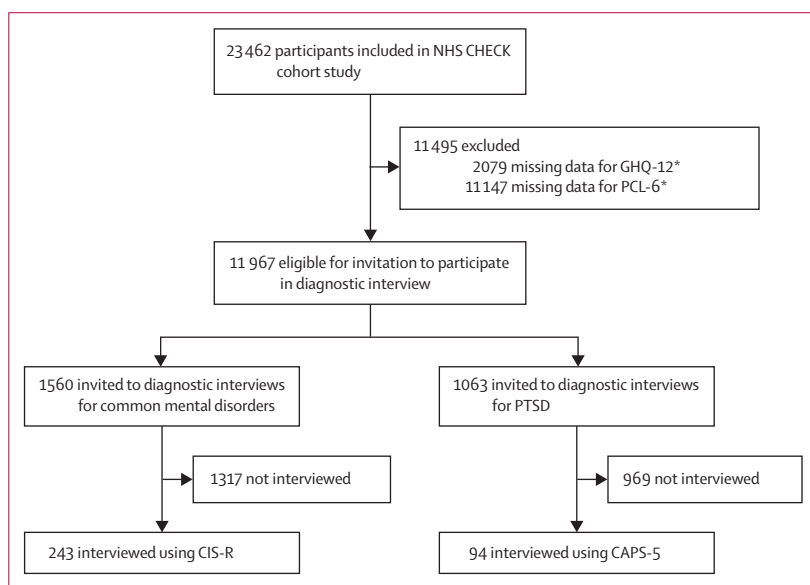 23 462 participants included in NHS CHECK
cohort study
11 495 excluded
2079 missing data for GHQ-12*
11 147 missing data for PCL-6*
11 967 eligible for invitation to participate
in diagnostic interview
1560 invited to diagnostic interviews
for common mental disorders
1063 invited to diagnostic interviews
for PTSD
1317 not interviewed
969 not interviewed
243 interviewed using CIS-R
94 interviewed using CAPS-5